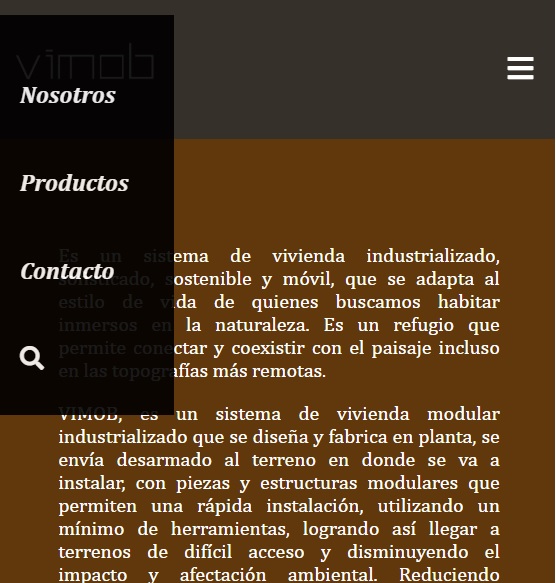 vimob
Nosotros
Productos
Contacto
Es un sistema de vivienda industrializado,
sofisticado, sostenible y móvil, que se adapta al
estilo de vida de quienes buscamos habitar
inmersos en la naturaleza. Es un refugio que
permite conectar y coexistir con el paisaje incluso
en las topografías más remotas.
VIMOB, es un sistema de vivienda modular
industrializado que se diseña y fabrica en planta, se
envía desarmado al terreno en donde se va a
instalar, con piezas y estructuras modulares que
permiten una rápida instalación, utilizando un
mínimo de herramientas, logrando así llegar a
terrenos de difícil acceso y disminuyendo el
impacto y afectación ambiental. Reduciendo